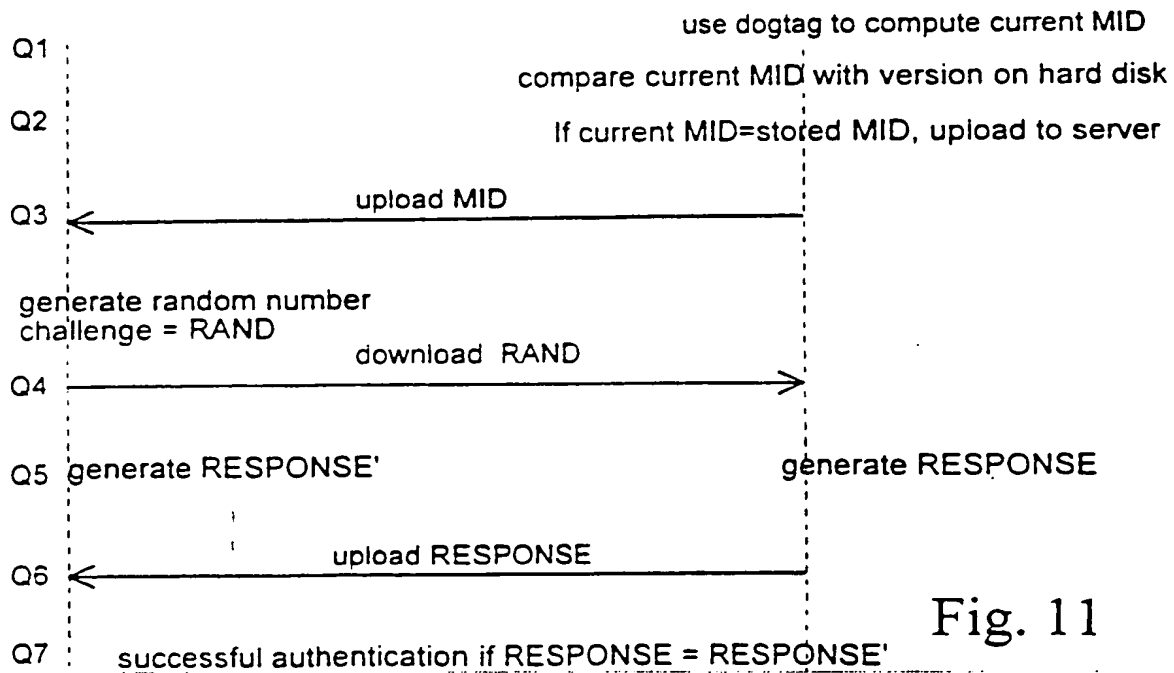 use dogtag to compute current MID
Q1
compare current MID with version on hard disk
Q2
If current MID=stored MID, upload to server
upload MID
Q3
generate random number
challenge = RAND
download RAND
Q4
Q5 generate RESPONSE' generate RESPONSE
upload RESPONSE
Q6
Fig. 11
Q7 successful authentication if RESPONSE = RESPONSE'